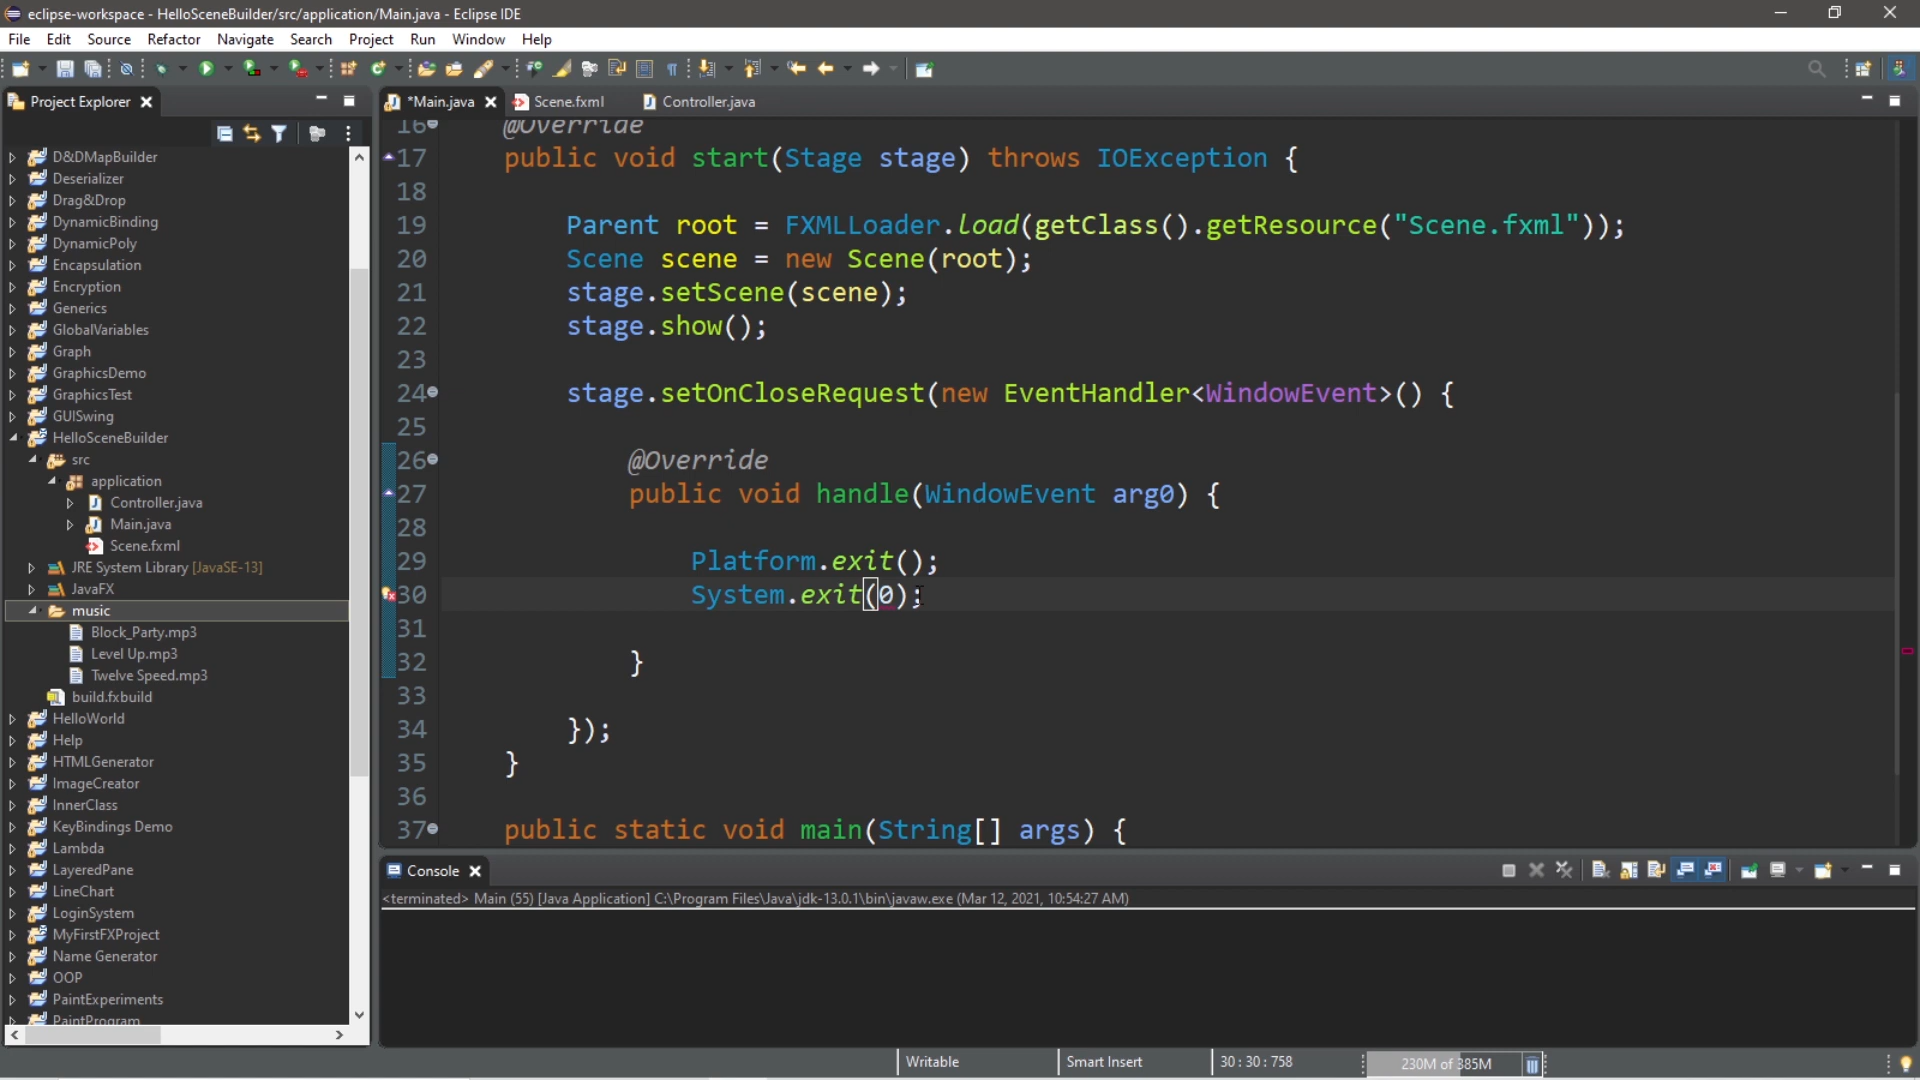 eclipse-workspace - HelloSceneBuilder/src/application/Main.java - Eclipse IDE
File Edit Source Refactor Navigate Search Project Run Window Help
Project Explorer
*Main.java Scene.fxml Controller.java
D&DMapBuilder
Deserializer
Drag&Drop
DynamicBinding
DynamicPoly
Encapsulation
Encryption
Generics
GlobalVariables
Graph
GraphicsDemo
GraphicsTest
GUISwing
HelloSceneBuilder
src
application
Controller.java
Main.java
Scene.fxml
JRE System Library [JavaSE-13]
JavaFX
music
Block_Party.mp3
Level Up.mp3
Twelve Speed.mp3
build.fxbuild
HelloWorld
Help
HTMLGenerator
ImageCreator
InnerClass
KeyBindings Demo
Lambda
LayeredPane
LineChart
LoginSystem
MyFirstFXProject
Name Generator
OOP
PaintExperiments
PaintProgram
16 @Override
17 public void start(Stage stage) throws IOException {
18
19 Parent root = FXMLLoader.load(getClass().getResource("Scene.fxml"));
20 Scene scene = new Scene(root);
21 stage.setScene(scene);
22 stage.show();
23
24 stage.setOnCloseRequest(new EventHandler<WindowEvent>() {
25
26 @Override
27 public void handle(WindowEvent arg0) {
28
29 Platform.exit();
30 System.exit(0);
31
32 }
33
34 });
35 }
36
37 public static void main(String[] args) {
Console
<terminated> Main (55) [Java Application] C:\Program Files\Java\jdk-13.0.1\bin\javaw.exe (Mar 12, 2021, 10:54:27 AM)
Writable Smart Insert 30 : 30 : 758 230M of 385M